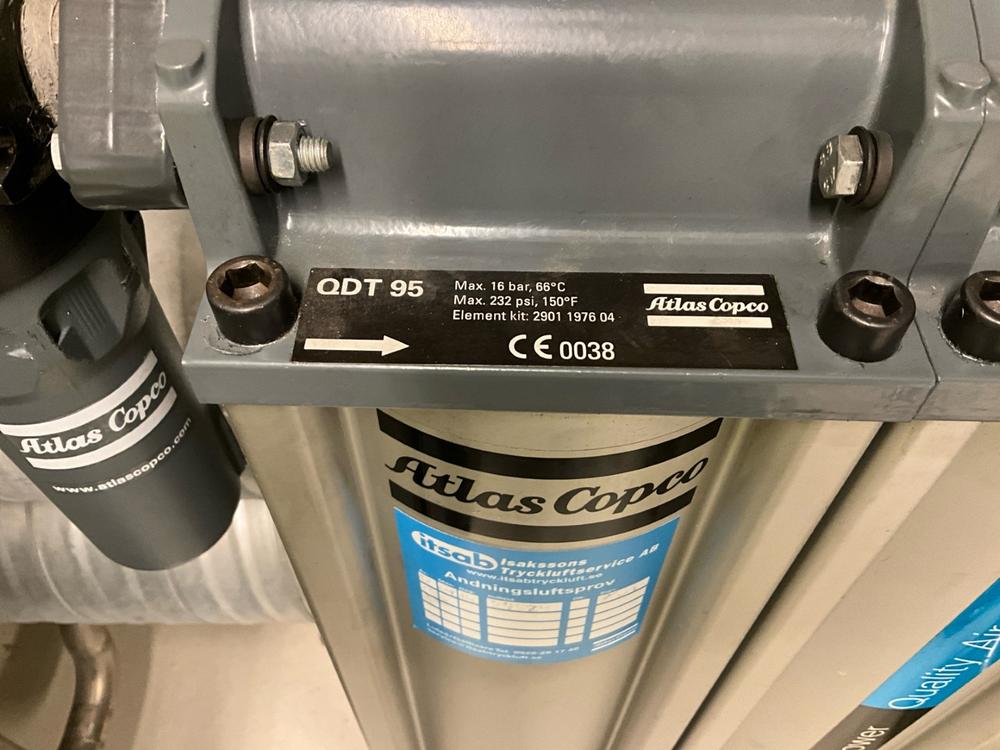 QDT 95
Max. 16 bar, 66°C
Max. 232 psi, 150°F
Element kit: 2901 1976 04
Atlas Copco
CE 0038
Atlas Copco
www.atlascopco.com
Atlas Copco
itsab Isakssons
Tryckluftservice AB
www.itsabtryckluft.se
Andningsluftsprov
Quality Air